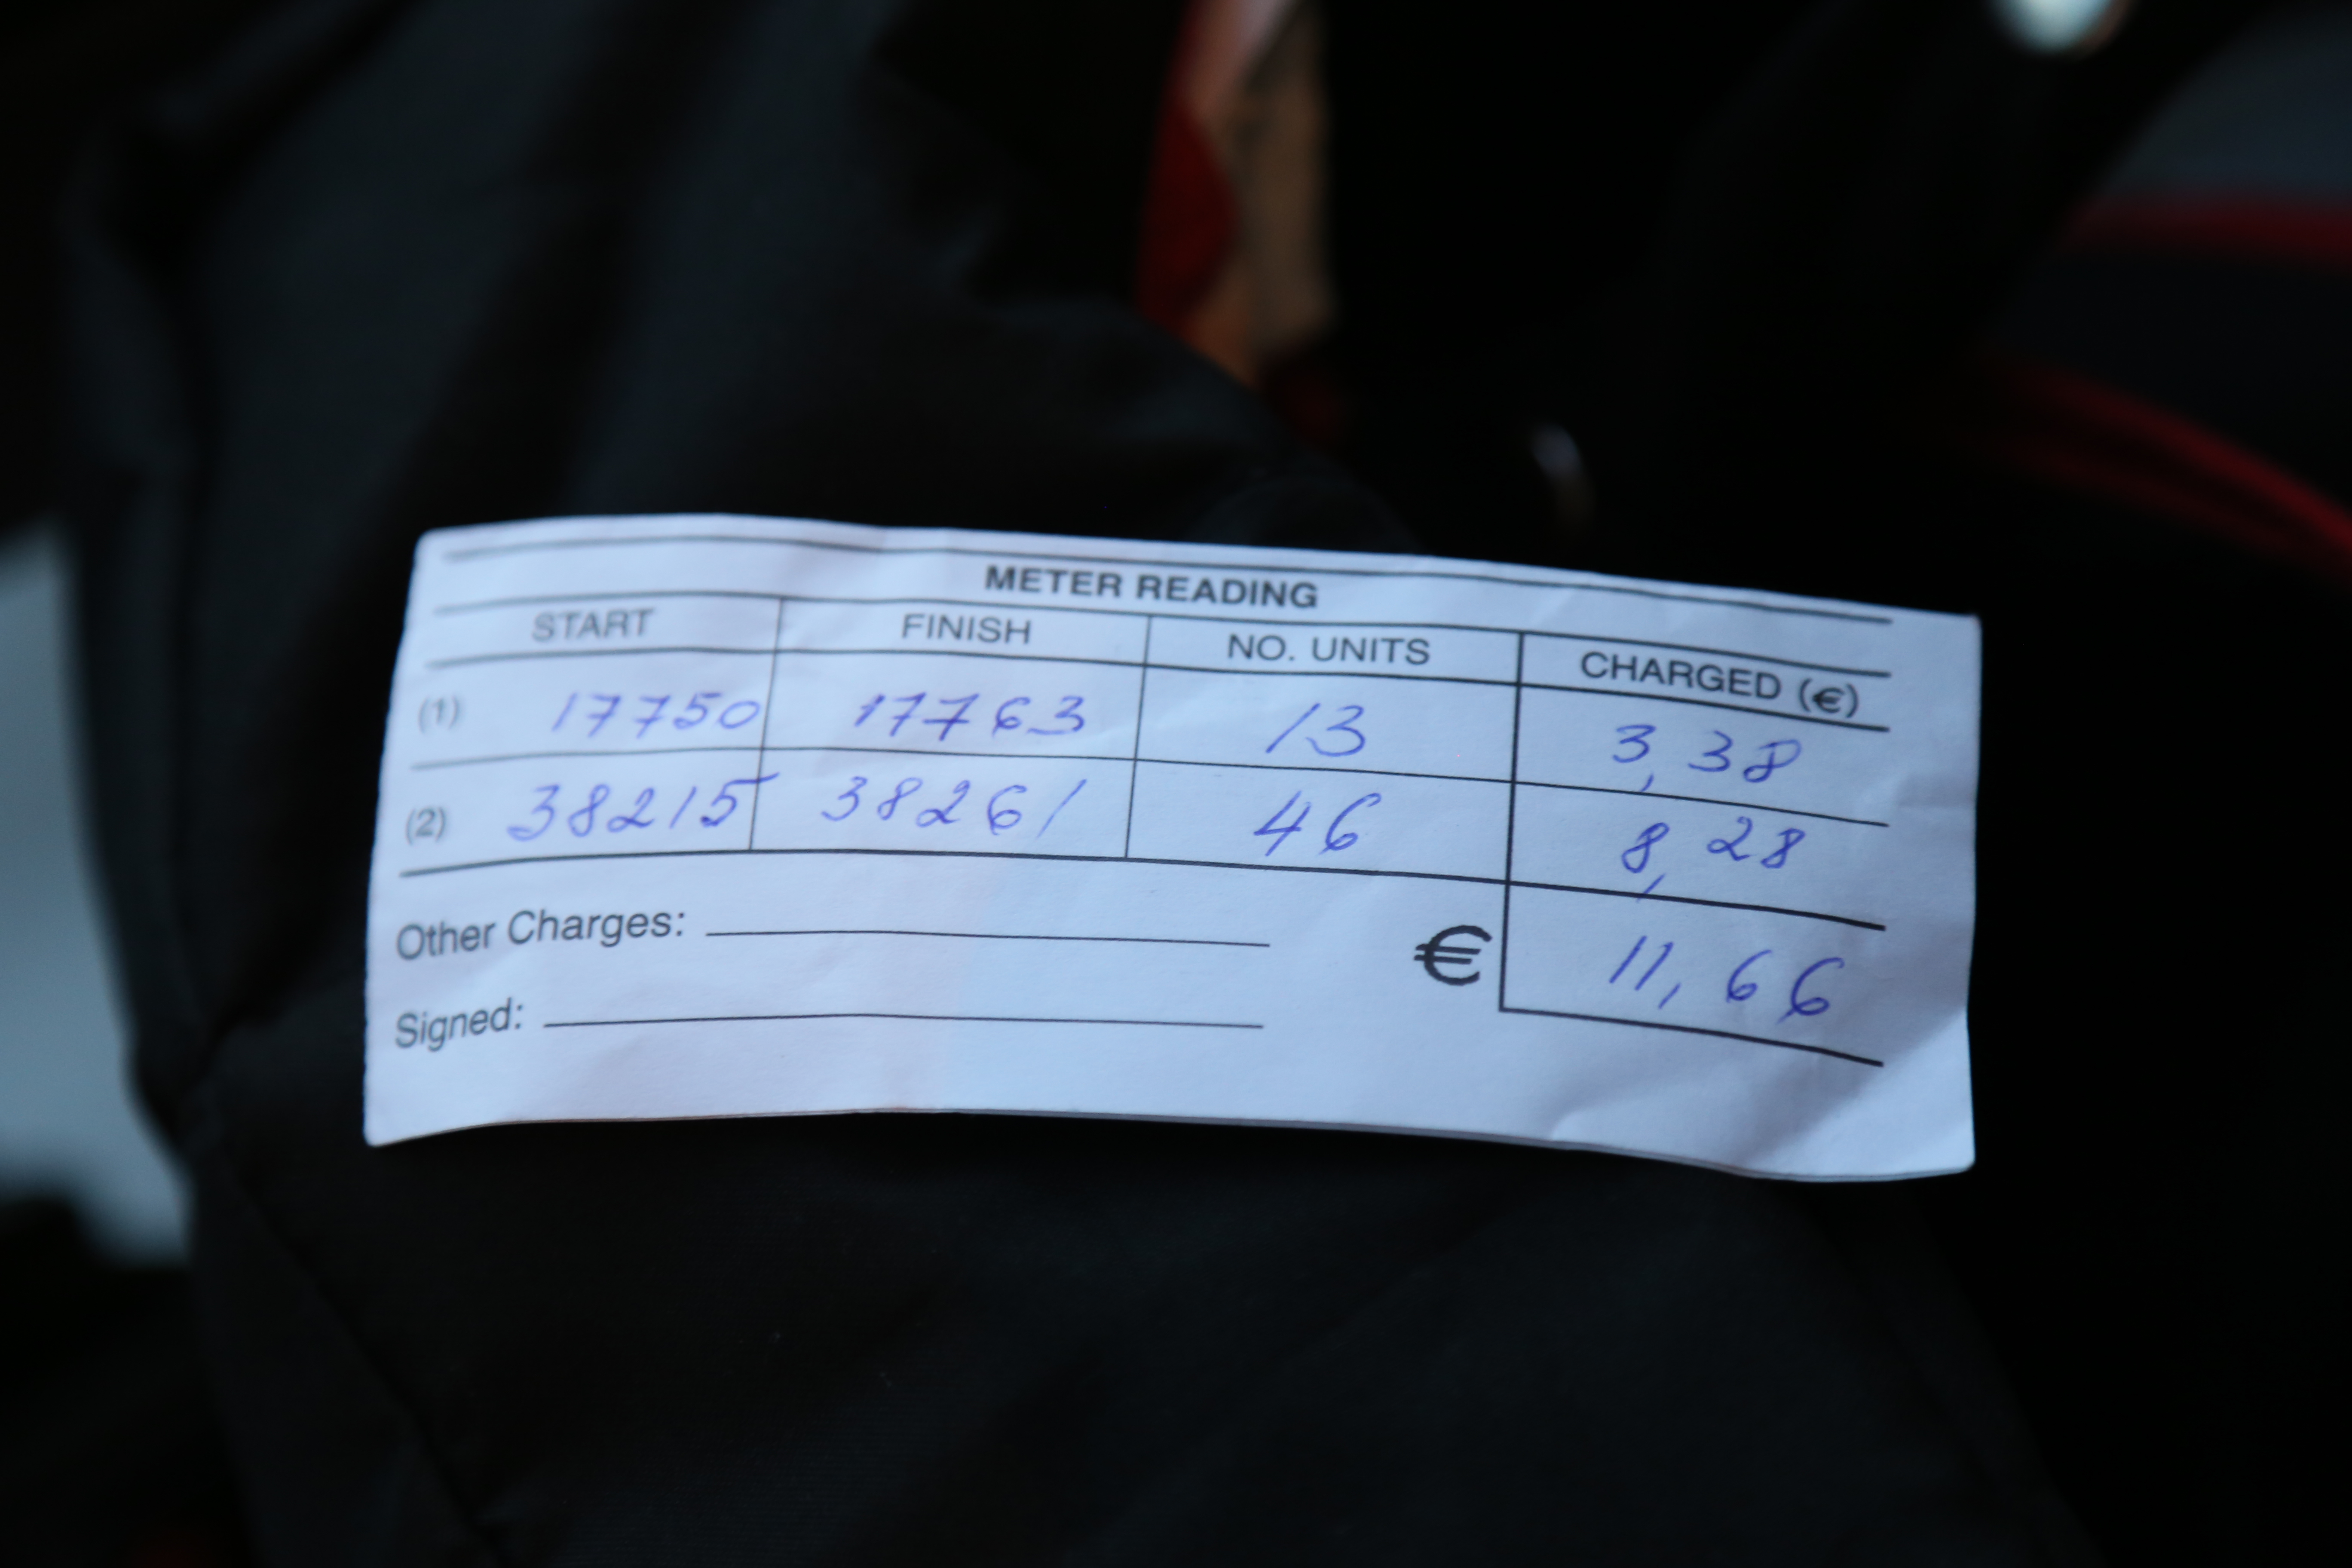 METER READING
START FINISH NO. UNITS CHARGED (€)
(1) 17750 17763 13 3,38
(2) 38215 38261 46 8,28
Other Charges: € 11,66
Signed: